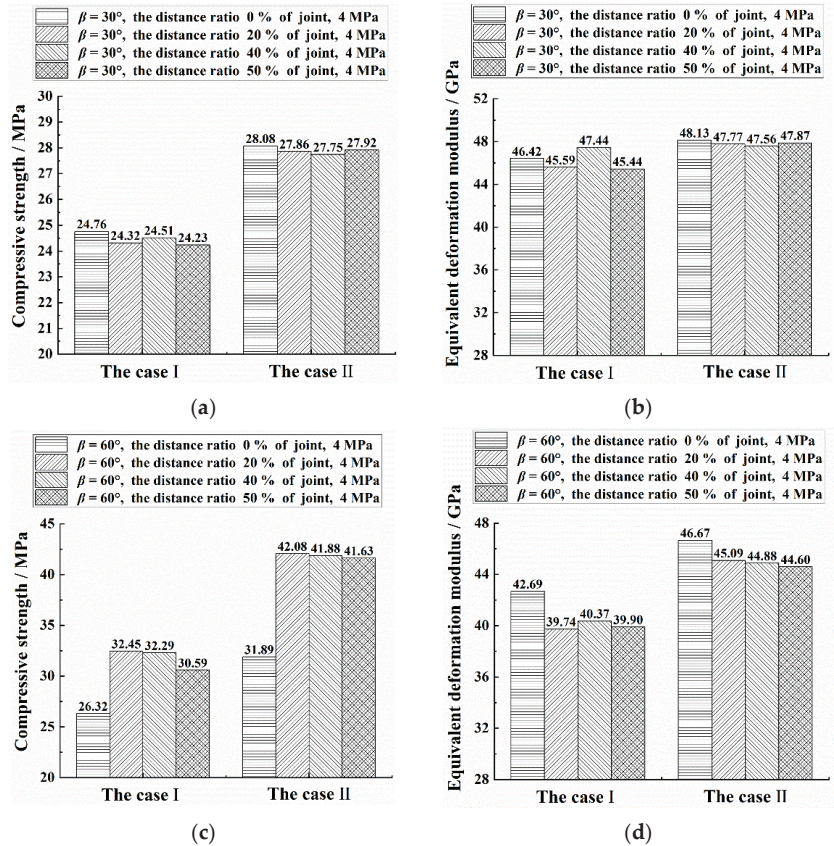 β = 30°, the distance ratio 0 % of joint, 4 MPa
β = 30°, the distance ratio 20 % of joint, 4 MPa
β = 30°, the distance ratio 40 % of joint, 4 MPa
β = 30°, the distance ratio 50 % of joint, 4 MPa
Compressive strength / MPa
30
29
28
27
26
25
24
23
22
21
20
24.76
24.32
24.51
24.23
28.08
27.86
27.75
27.92
The case I
The case II
(a)
β = 30°, the distance ratio 0 % of joint, 4 MPa
β = 30°, the distance ratio 20 % of joint, 4 MPa
β = 30°, the distance ratio 40 % of joint, 4 MPa
β = 30°, the distance ratio 50 % of joint, 4 MPa
Equivalent deformation modulus / GPa
52
48
44
40
36
32
28
46.42
45.59
47.44
45.44
48.13
47.77
47.56
47.87
The case I
The case II
(b)
β = 60°, the distance ratio 0 % of joint, 4 MPa
β = 60°, the distance ratio 20 % of joint, 4 MPa
β = 60°, the distance ratio 40 % of joint, 4 MPa
β = 60°, the distance ratio 50 % of joint, 4 MPa
Compressive strength / MPa
45
40
35
30
25
20
26.32
32.45
32.29
30.59
31.89
42.08
41.88
41.63
The case I
The case II
(c)
β = 60°, the distance ratio 0 % of joint, 4 MPa
β = 60°, the distance ratio 20 % of joint, 4 MPa
β = 60°, the distance ratio 40 % of joint, 4 MPa
β = 60°, the distance ratio 50 % of joint, 4 MPa
Equivalent deformation modulus / GPa
48
44
40
36
32
28
42.69
39.74
40.37
39.90
46.67
45.09
44.88
44.60
The case I
The case II
(d)